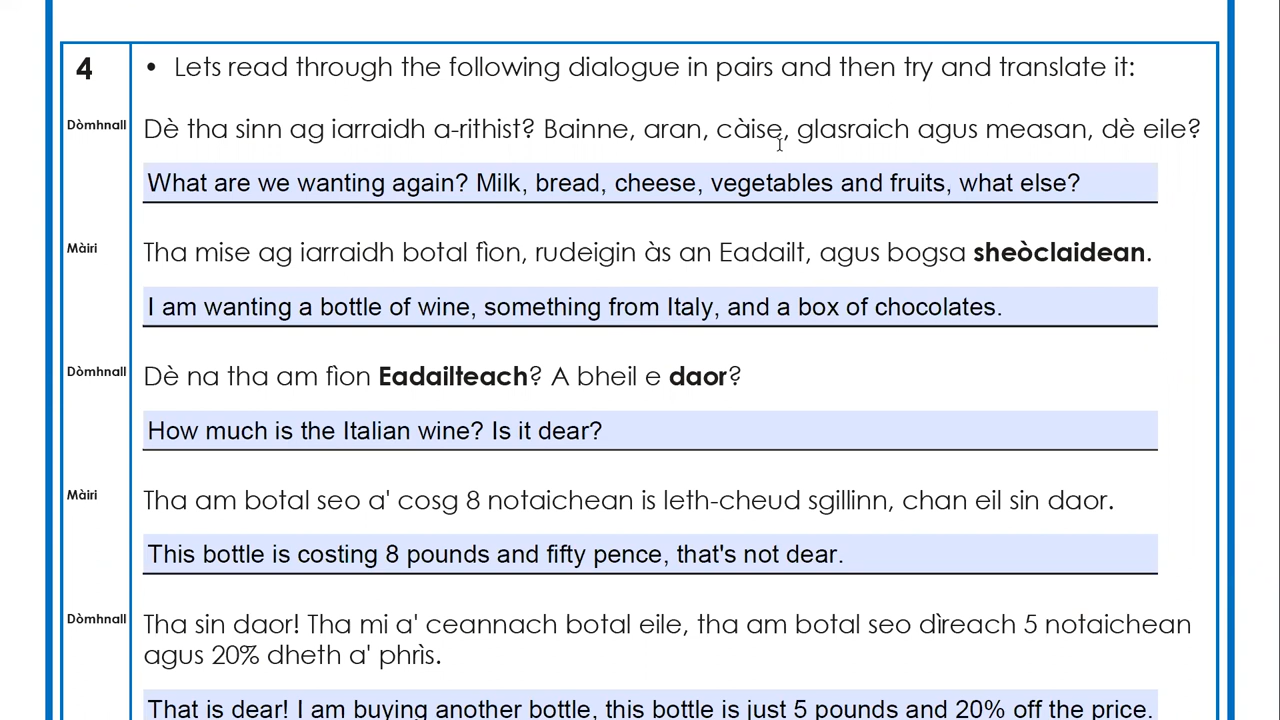 4
• Lets read through the following dialogue in pairs and then try and translate it:
Dòmhnall
Dè tha sinn ag iarraidh a-rithist? Bainne, aran, càise, glasraich agus measan, dè eile?
What are we wanting again? Milk, bread, cheese, vegetables and fruits, what else?
Màiri
Tha mise ag iarraidh botal fìon, rudeigin às an Eadailt, agus bogsa sheòclaidean.
I am wanting a bottle of wine, something from Italy, and a box of chocolates.
Dòmhnall
Dè na tha am fìon Eadailteach? A bheil e daor?
How much is the Italian wine? Is it dear?
Màiri
Tha am botal seo a' cosg 8 notaichean is leth-cheud sgillinn, chan eil sin daor.
This bottle is costing 8 pounds and fifty pence, that's not dear.
Dòmhnall
Tha sin daor! Tha mi a' ceannach botal eile, tha am botal seo dìreach 5 notaichean
agus 20% dheth a' phrìs.
That is dear! I am buying another bottle, this bottle is just 5 pounds and 20% off the price.